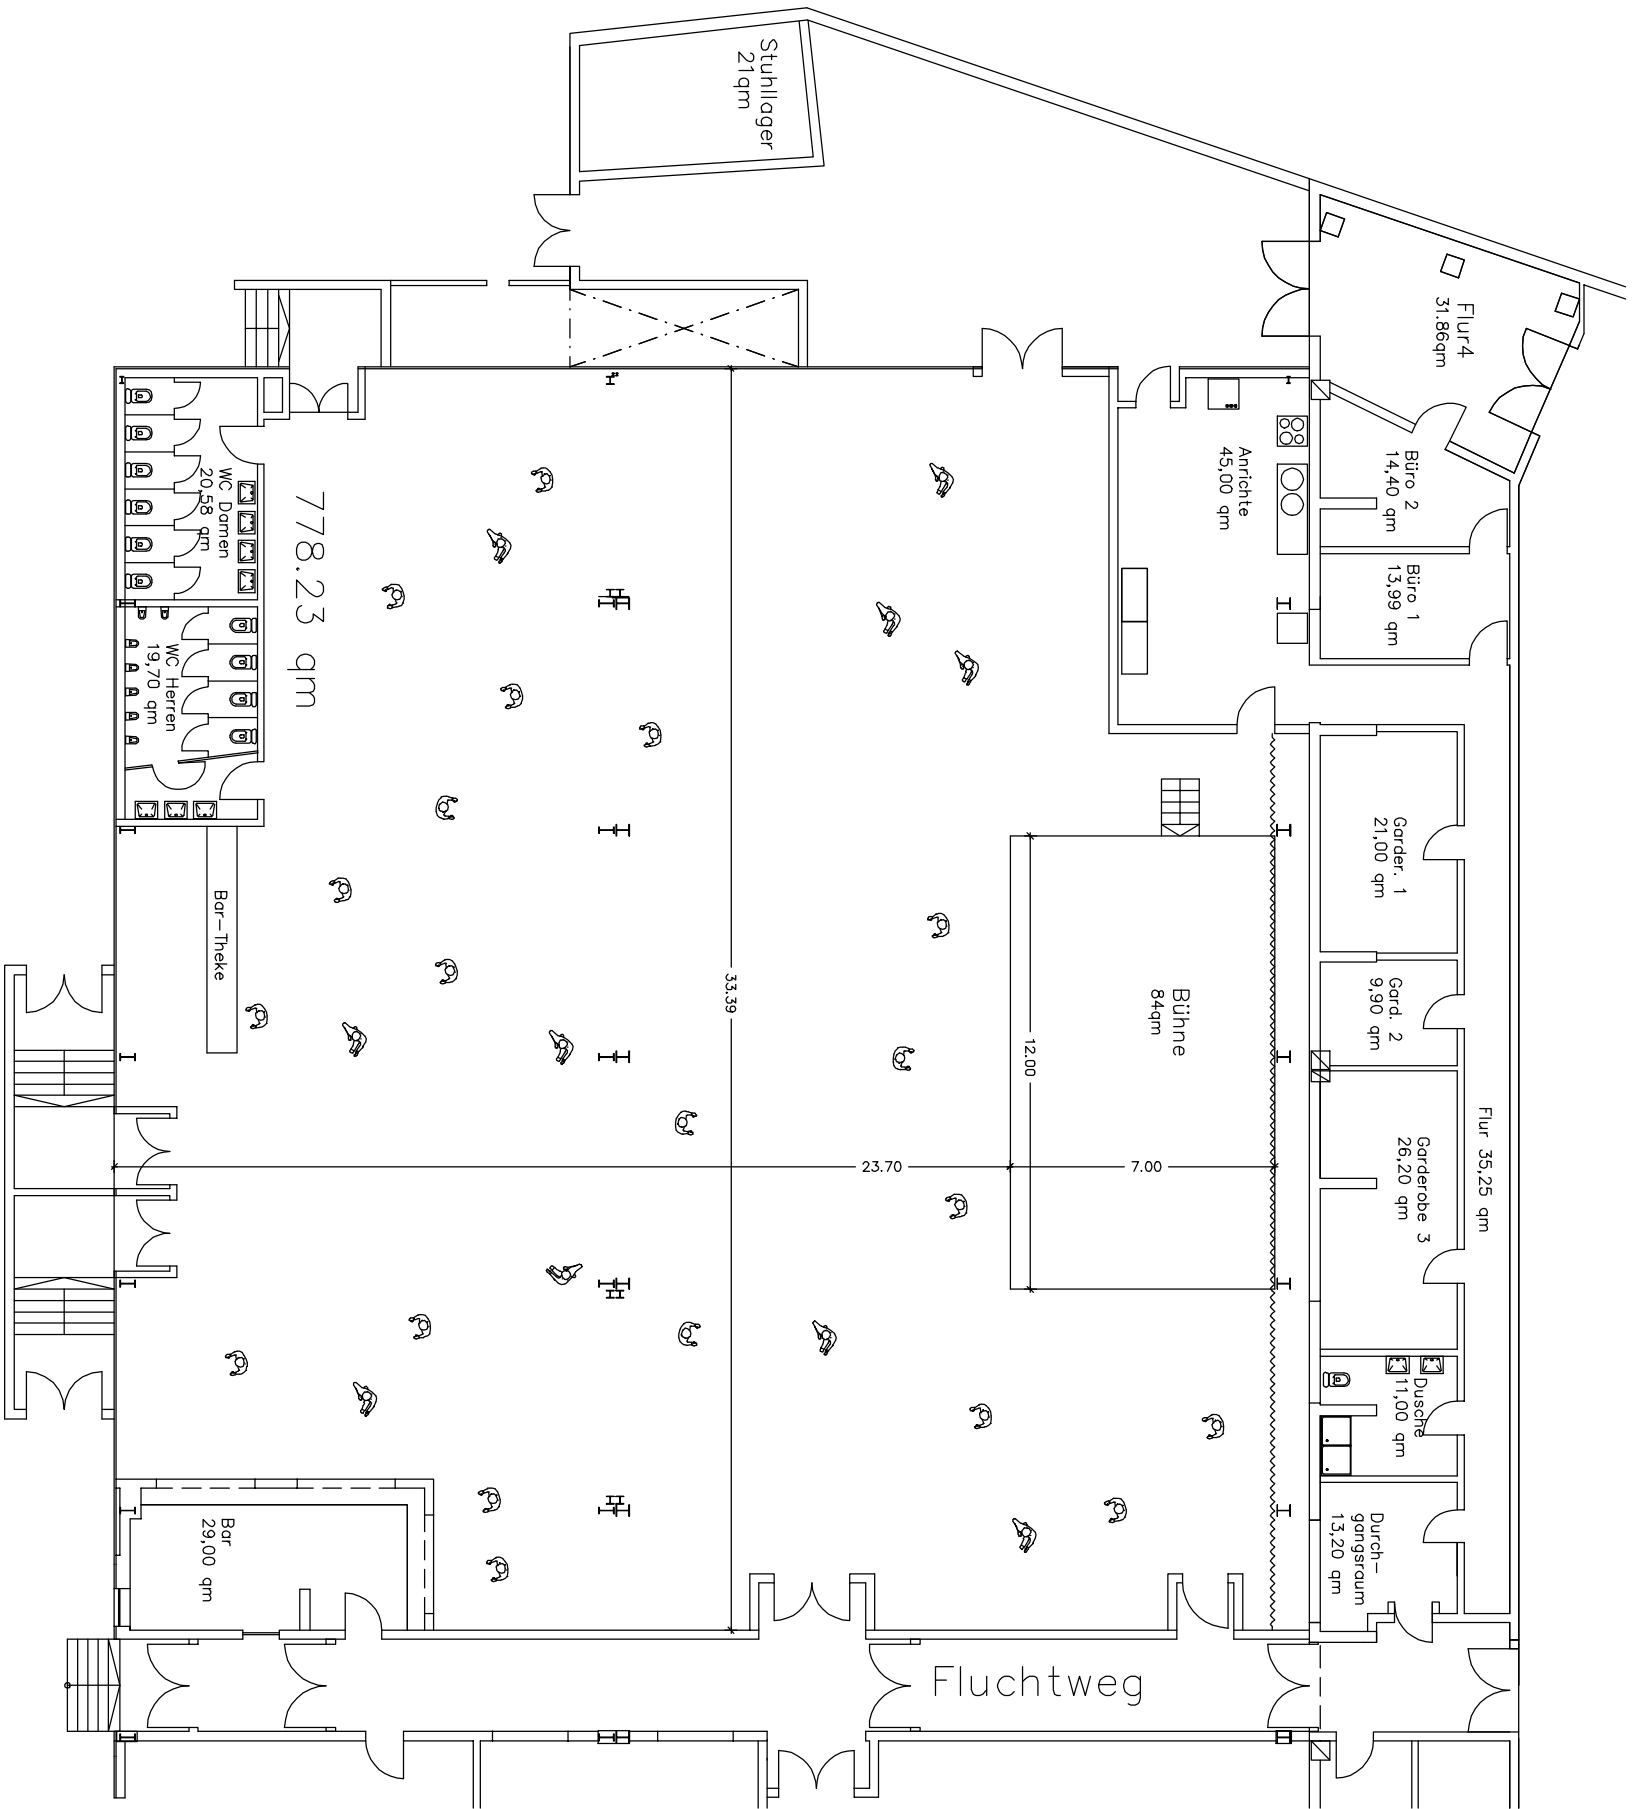 Stuhllager
21qm
Flur4
31.86qm
Anrichte
45,00 qm
Büro 2
14,40 qm
Büro 1
13,99 qm
WC Damen
20,58 qm
778.23 qm
WC Herren
19,70 qm
Garder. 1
21,00 qm
Bar-Theke
33.39
Bühne
84qm
12.00
Gard. 2
9,90 qm
Flur 35,25 qm
Garderobe 3
26,20 qm
23.70
7.00
Dusche
11,00 qm
Bar
29,00 qm
Durch-
gangsraum
13,20 qm
Fluchtweg